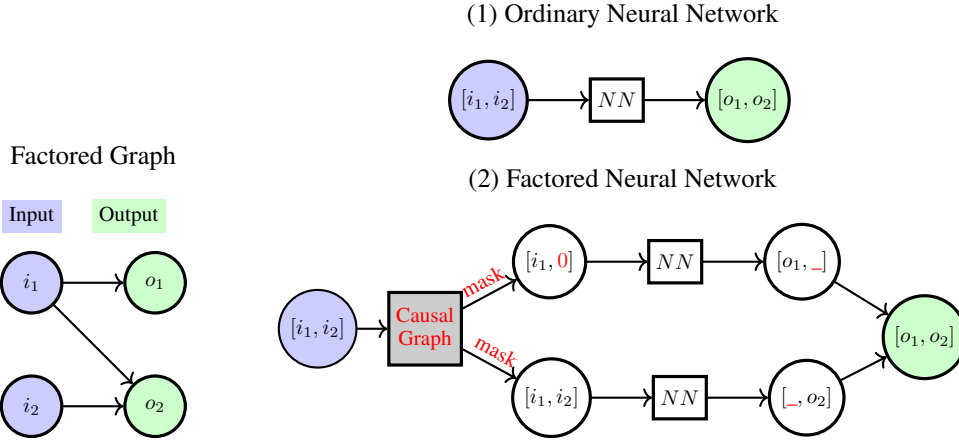 (1) Ordinary Neural Network
[i₁, i₂]
NN
[o₁, o₂]
Factored Graph
Input
Output
i₁
o₁
i₂
o₂
(2) Factored Neural Network
[i₁, i₂]
Causal
Graph
mask
mask
[i₁, 0]
NN
[o₁, _]
[i₁, i₂]
NN
[_, o₂]
[o₁, o₂]